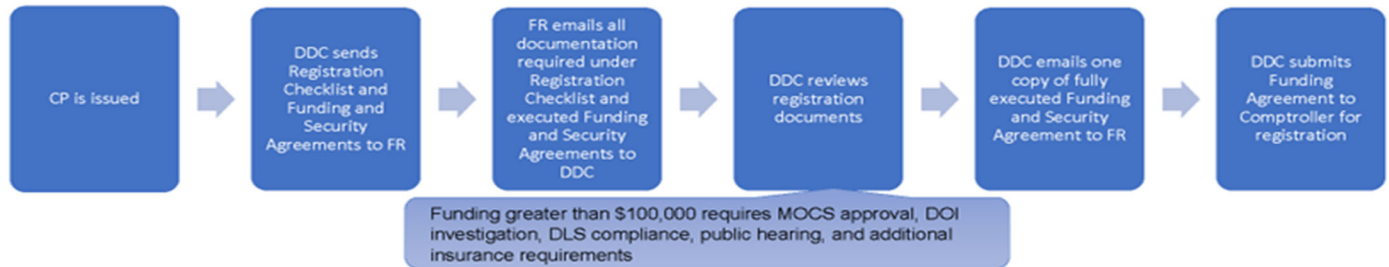 CP is issued
DDC sends
Registration
Checklist and
Funding and
Security
Agreements to FR
FR emails all
documentation
required under
Registration
Checklist and
executed Funding
and Security
Agreements to
DDC
DDC reviews
registration
documents
DDC emails one
copy of fully
executed Funding
and Security
Agreement to FR
DDC submits
Funding
Agreement to
Comptroller for
registration
Funding greater than $100,000 requires MOCS approval, DOI
investigation, DLS compliance, public hearing, and additional
insurance requirements